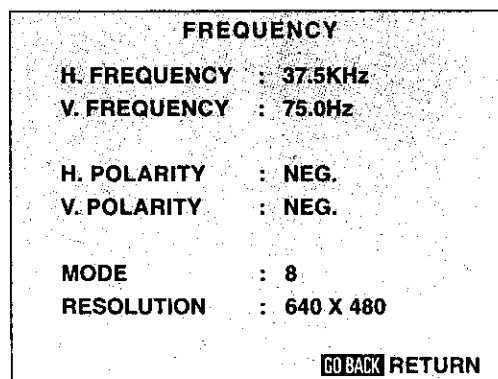 FREQUENCY
H. FREQUENCY : 37.5KHz
V. FREQUENCY : 75.0Hz
H. POLARITY : NEG.
V. POLARITY : NEG.
MODE : 8
RESOLUTION : 640 X 480
GO BACK RETURN